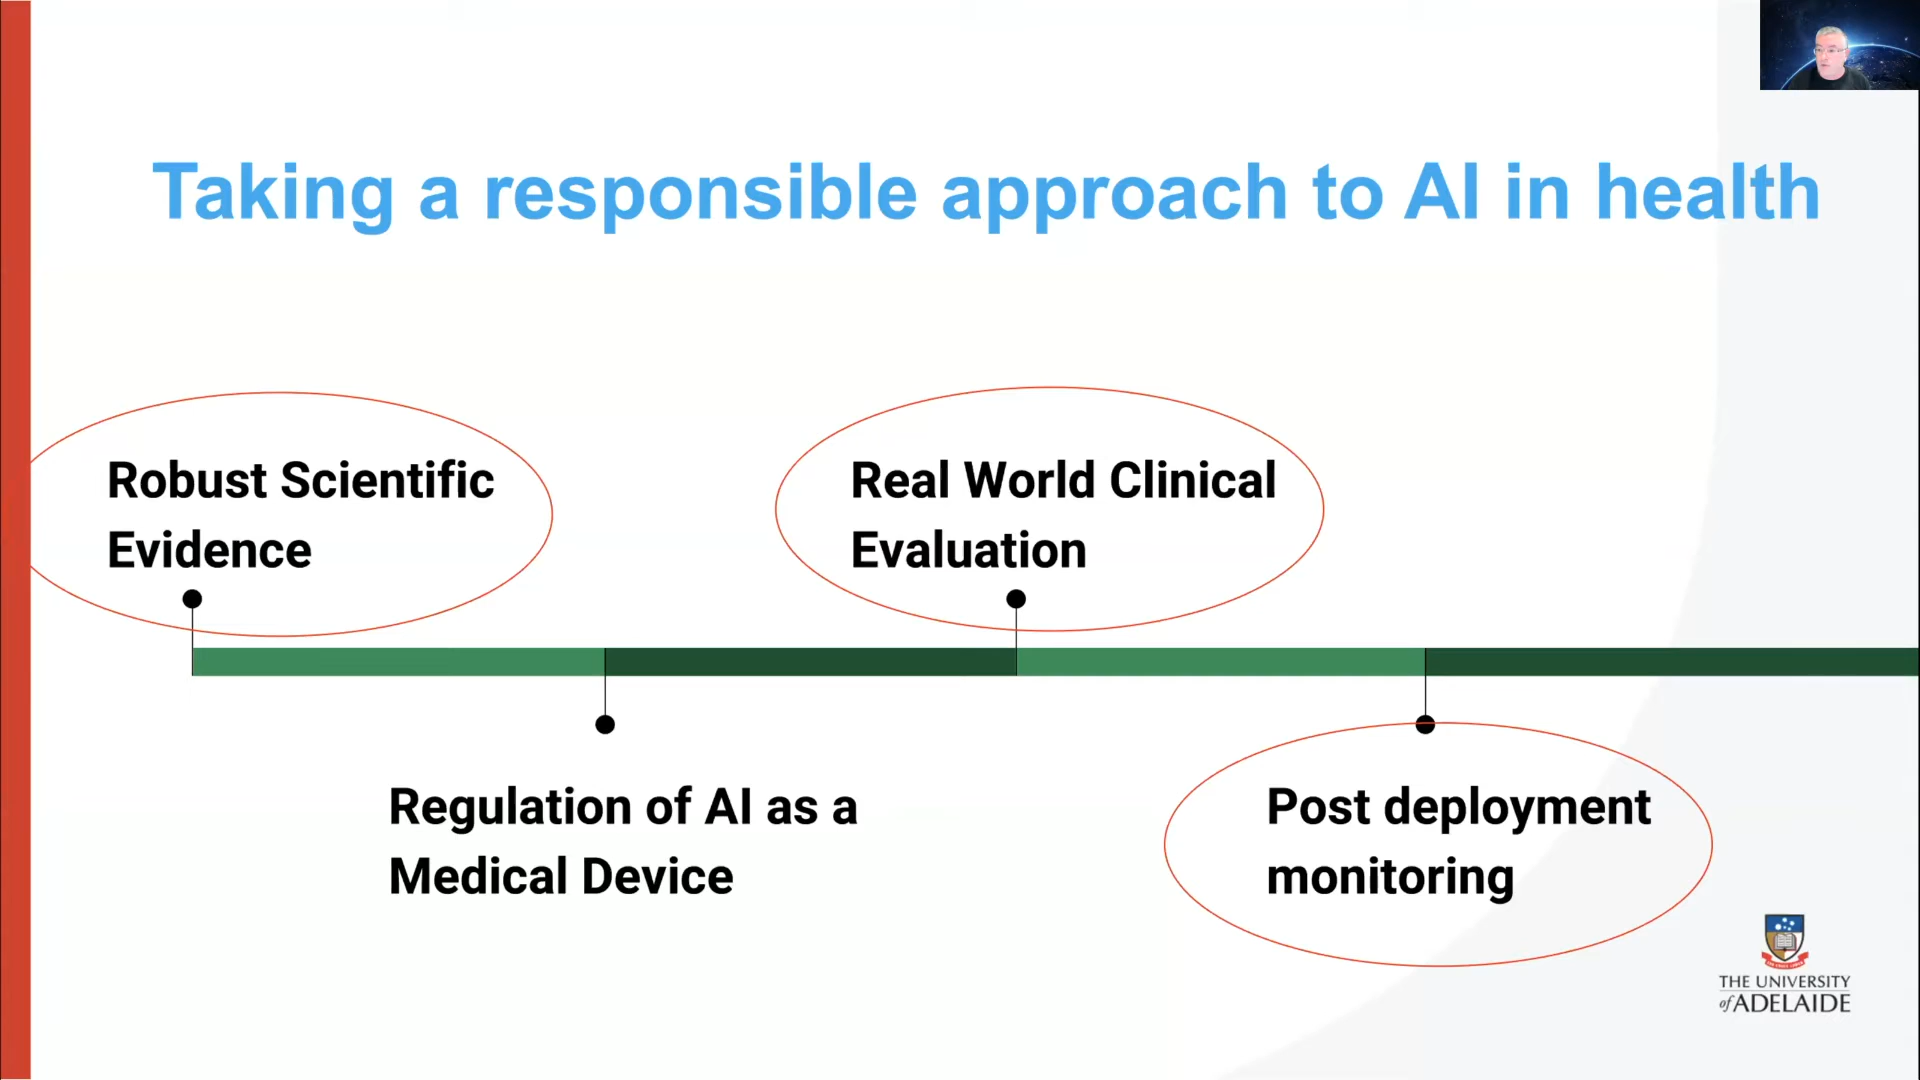 Taking a responsible approach to AI in health
Robust Scientific
Evidence
Real World Clinical
Evaluation
Regulation of AI as a
Medical Device
Post deployment
monitoring
THE UNIVERSITY
of ADELAIDE